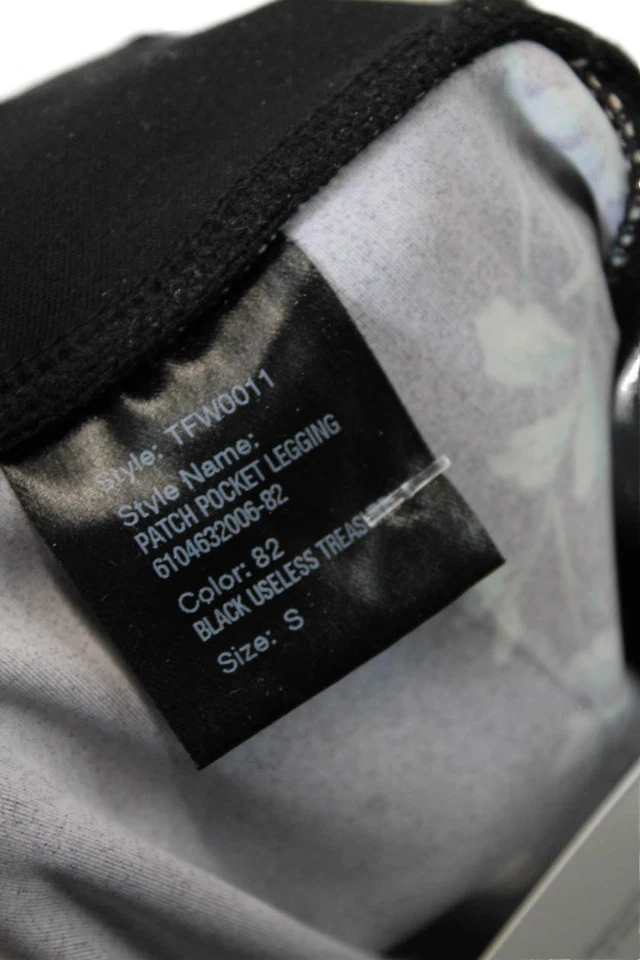 Style: TFW0011
Style Name:
PATCH POCKET LEGGING
6104632006-82
Color: 82
BLACK USELESS
Size: S